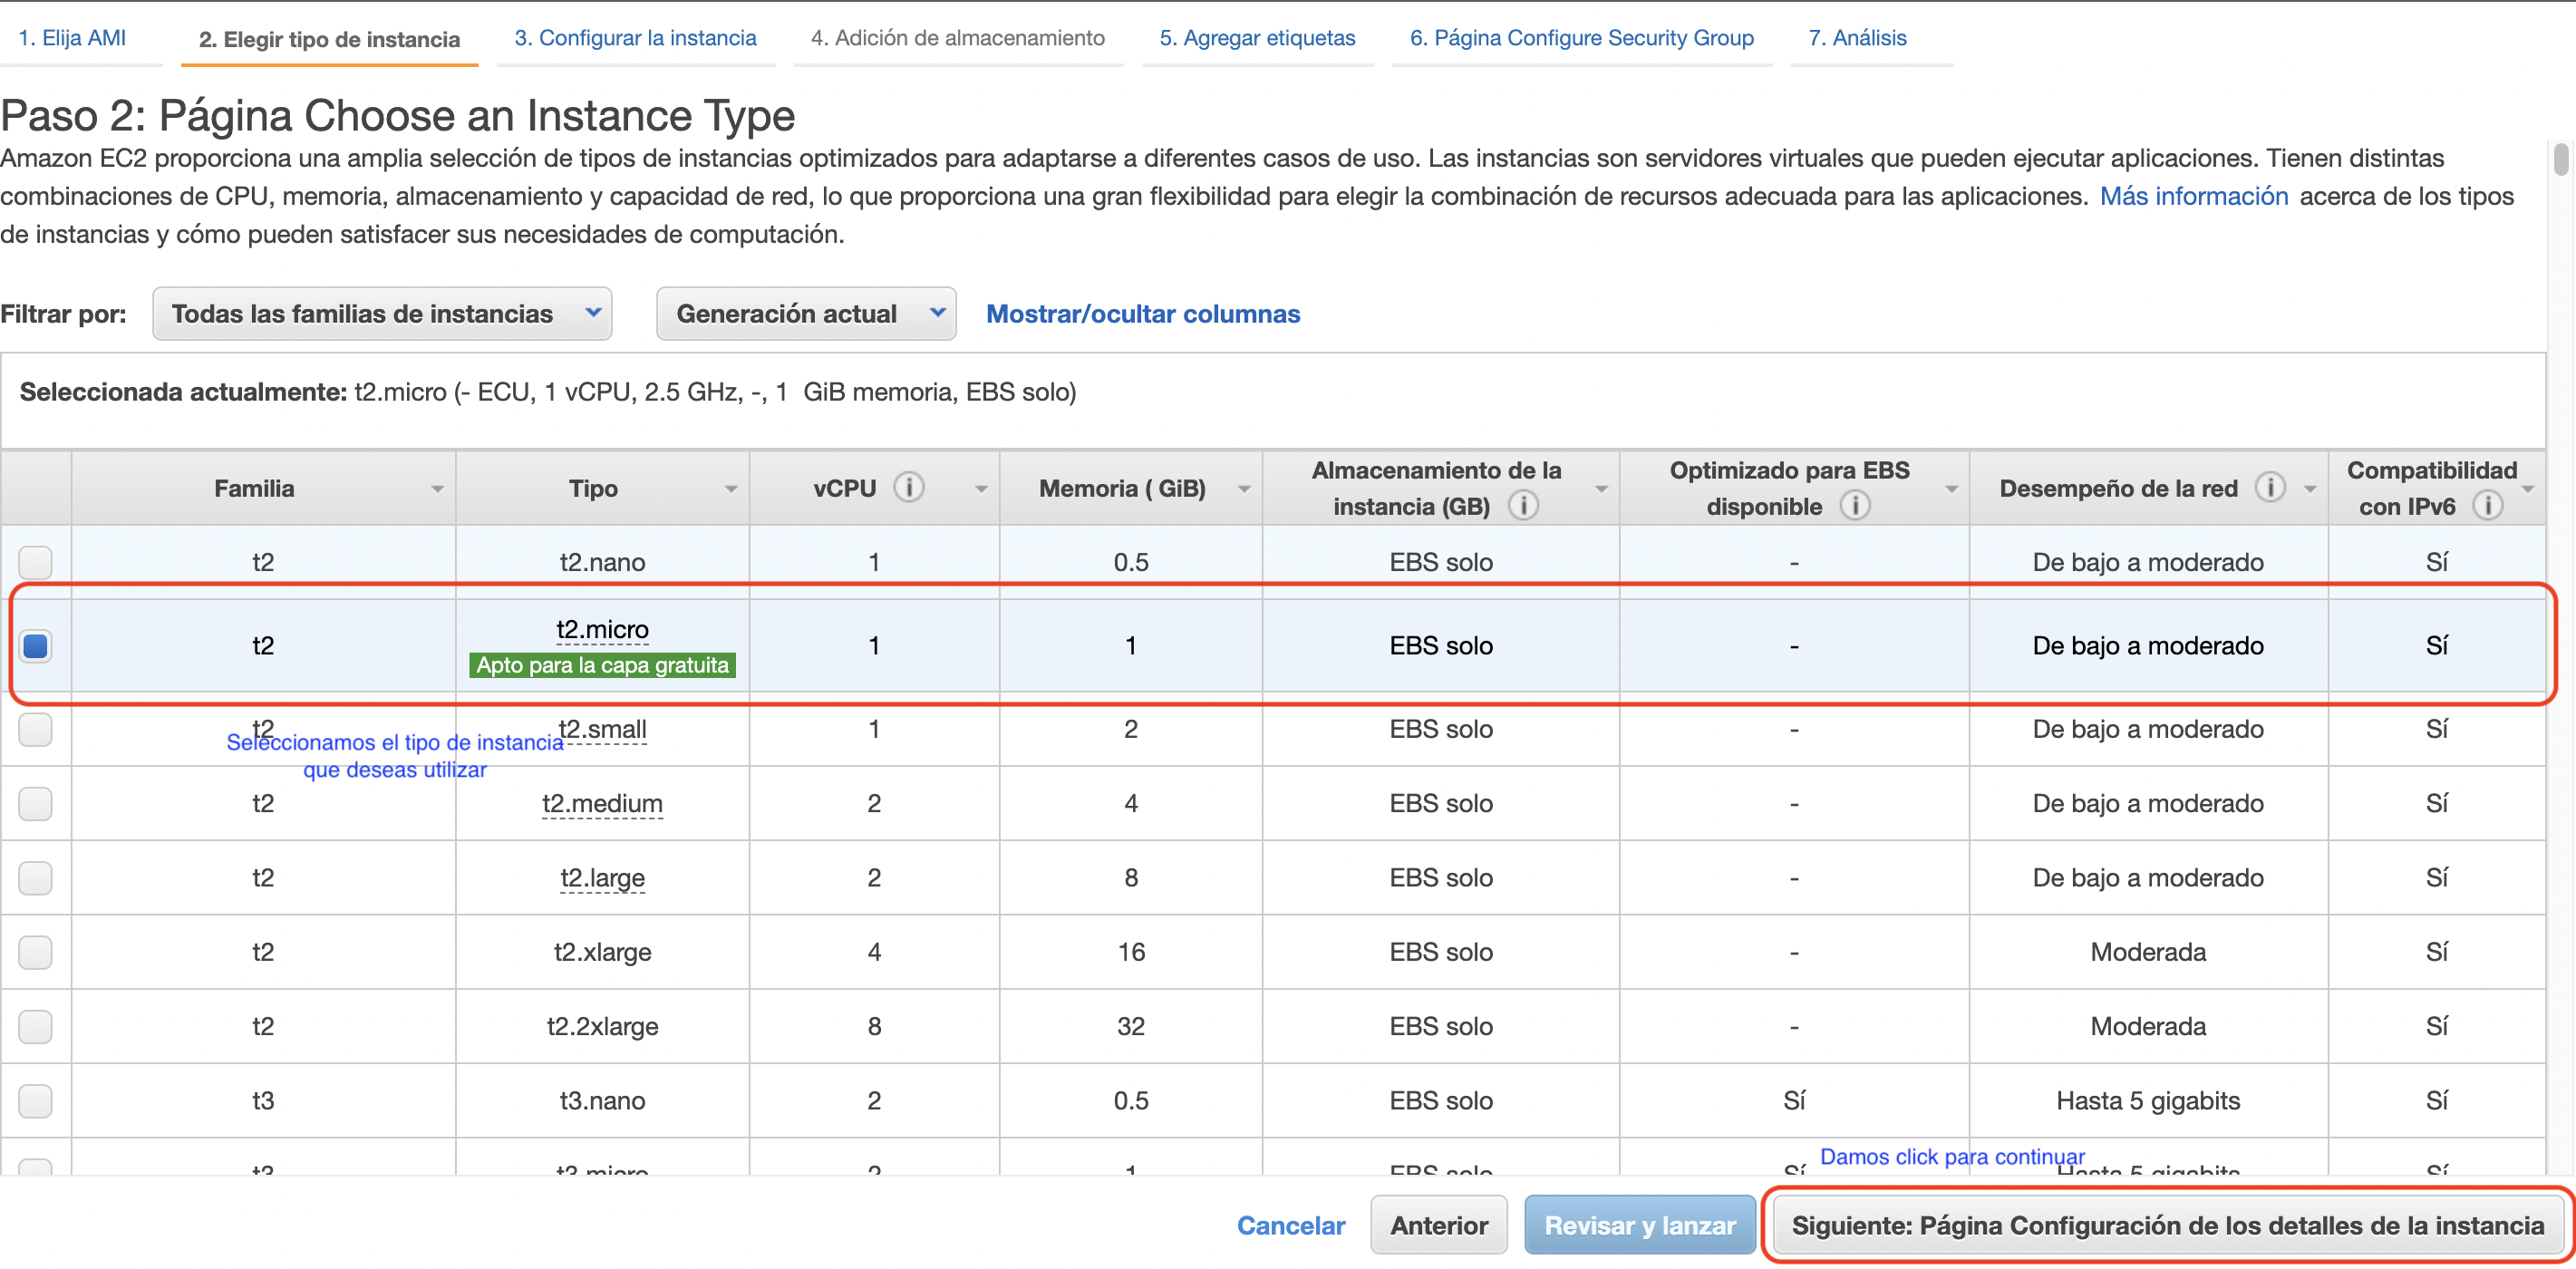 1. Elija AMI 2. Elegir tipo de instancia 3. Configurar la instancia 4. Adición de almacenamiento 5. Agregar etiquetas 6. Página Configure Security Group 7. Análisis
Paso 2: Página Choose an Instance Type
Amazon EC2 proporciona una amplia selección de tipos de instancias optimizados para adaptarse a diferentes casos de uso. Las instancias son servidores virtuales que pueden ejecutar aplicaciones. Tienen distintas
combinaciones de CPU, memoria, almacenamiento y capacidad de red, lo que proporciona una gran flexibilidad para elegir la combinación de recursos adecuada para las aplicaciones. Más información acerca de los tipos
de instancias y cómo pueden satisfacer sus necesidades de computación.
Filtrar por: Todas las familias de instancias Generación actual Mostrar/ocultar columnas
Seleccionada actualmente: t2.micro (- ECU, 1 vCPU, 2.5 GHz, -, 1 GiB memoria, EBS solo)
Familia Tipo vCPU Memoria ( GiB) Almacenamiento de la instancia (GB) Optimizado para EBS disponible Desempeño de la red Compatibilidad con IPv6
t2 t2.nano 1 0.5 EBS solo - De bajo a moderado Sí
t2 t2.micro 1 1 EBS solo - De bajo a moderado Sí
Apto para la capa gratuita
t2 t2.small 1 2 EBS solo - De bajo a moderado Sí
Seleccionamos el tipo de instancia
que deseas utilizar
t2 t2.medium 2 4 EBS solo - De bajo a moderado Sí
t2 t2.large 2 8 EBS solo - De bajo a moderado Sí
t2 t2.xlarge 4 16 EBS solo - Moderada Sí
t2 t2.2xlarge 8 32 EBS solo - Moderada Sí
t3 t3.nano 2 0.5 EBS solo Sí Hasta 5 gigabits Sí
Damos click para continuar
t3 t3.micro 2 1 EBS solo Sí Hasta 5 gigabits Sí
Cancelar Anterior Revisar y lanzar Siguiente: Página Configuración de los detalles de la instancia